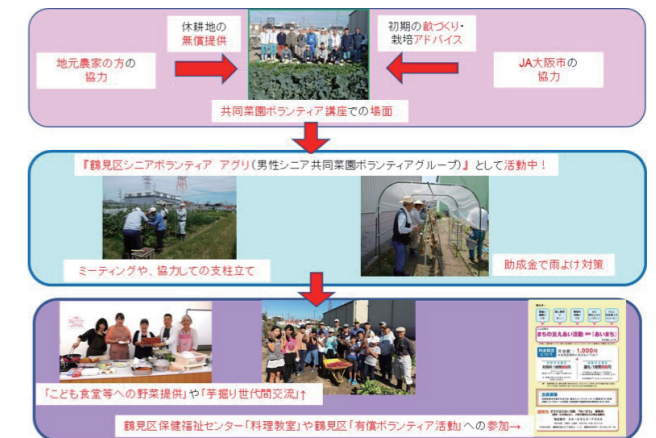 休耕地の
無償提供
初期の畝づくり・
栽培アドバイス
地元農家の方の
協力
JA大阪市の
協力
共同菜園ボランティア講座での場面
『鶴見区シニアボランティア アグリ(男性シニア共同菜園ボランティアグループ)』として活動中！
ミーティングや、協力しての支柱立て
助成金で雨よけ対策
まちの支えあい活動
「あいまち」
1,000円
「こども食堂等への野菜提供」や「芋掘り世代間交流」↑
鶴見区保健福祉センター「料理教室」や鶴見区「有償ボランティア活動」への参加→